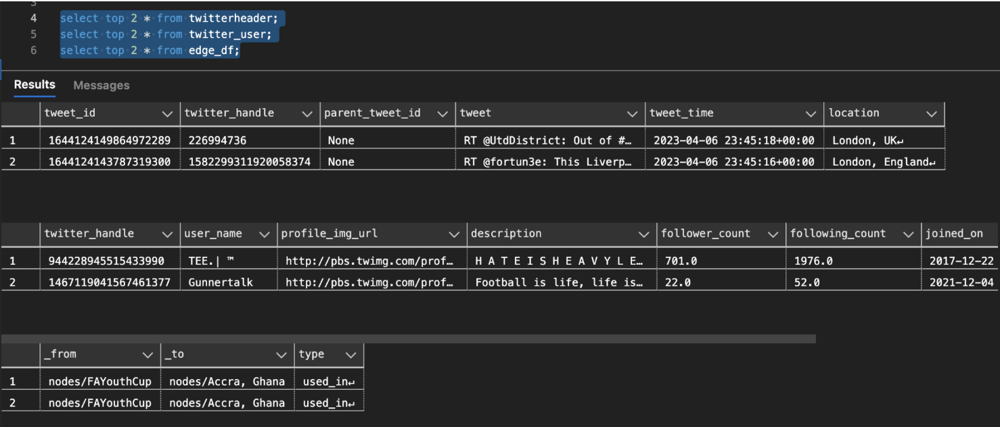 3
4 select top 2 * from twitterheader;
5 select top 2 * from twitter_user;
6 select top 2 * from edge_df;
Results Messages
tweet_id twitter_handle parent_tweet_id tweet tweet_time location
1 1644124149864972289 226994736 None RT @UtdDistrict: Out of #… 2023-04-06 23:45:18+00:00 London, UK↵
2 1644124143787319300 1582299311920058374 None RT @fortun3e: This Liverp… 2023-04-06 23:45:16+00:00 London, England↵
twitter_handle user_name profile_img_url description follower_count following_count joined_on
1 944228945515433990 TEE.| ™ http://pbs.twimg.com/prof… H A T E I S H E A V Y L E… 701.0 1976.0 2017-12-22
2 1467119041567461377 Gunnertalk http://pbs.twimg.com/prof… Football is life, life is… 22.0 52.0 2021-12-04
_from _to type
1 nodes/FAYouthCup nodes/Accra, Ghana used_in↵
2 nodes/FAYouthCup nodes/Accra, Ghana used_in↵